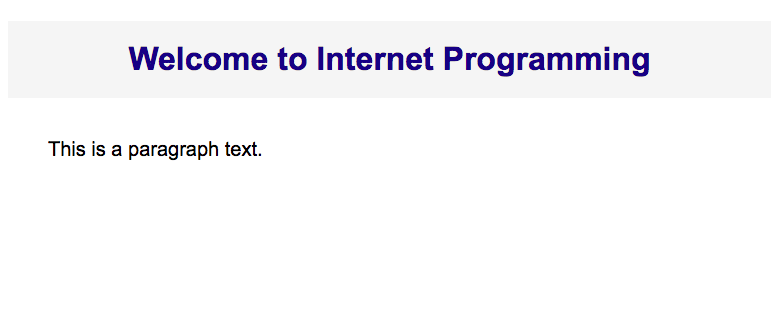 Welcome to Internet Programming
This is a paragraph text.